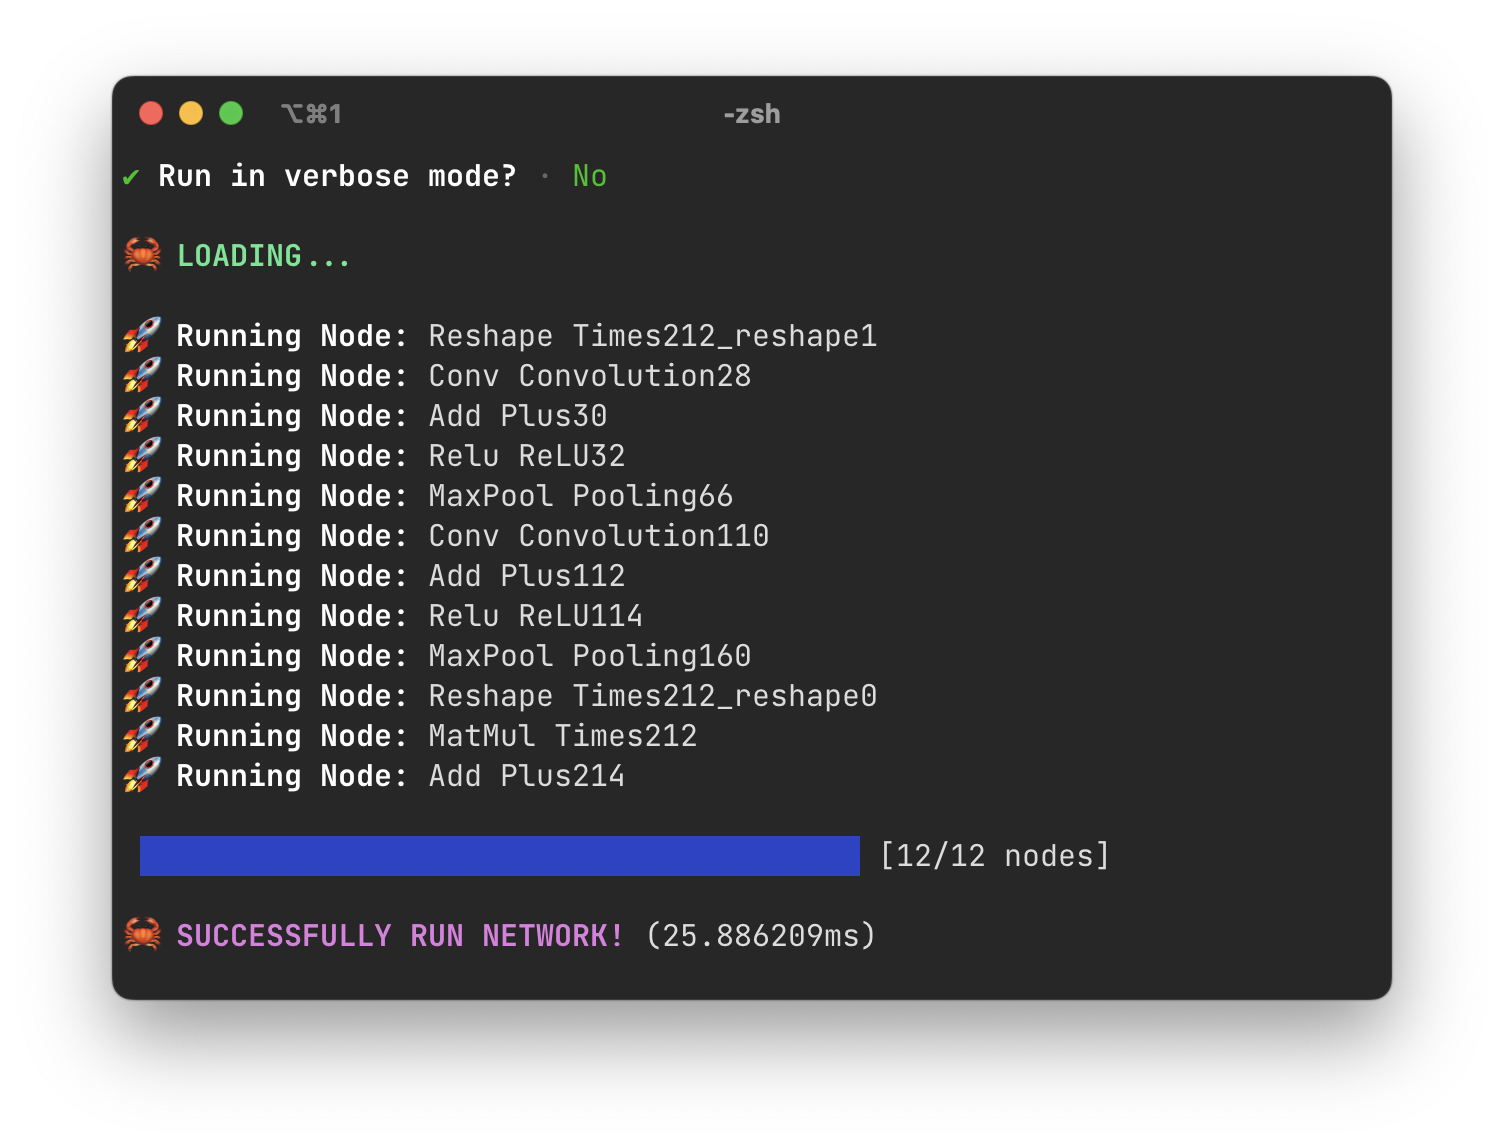 ⌥⌘1 -zsh
✔ Run in verbose mode? · No
🦀 LOADING...
🚀 Running Node: Reshape Times212_reshape1
🚀 Running Node: Conv Convolution28
🚀 Running Node: Add Plus30
🚀 Running Node: Relu ReLU32
🚀 Running Node: MaxPool Pooling66
🚀 Running Node: Conv Convolution110
🚀 Running Node: Add Plus112
🚀 Running Node: Relu ReLU114
🚀 Running Node: MaxPool Pooling160
🚀 Running Node: Reshape Times212_reshape0
🚀 Running Node: MatMul Times212
🚀 Running Node: Add Plus214
[12/12 nodes]
🦀 SUCCESSFULLY RUN NETWORK! (25.886209ms)